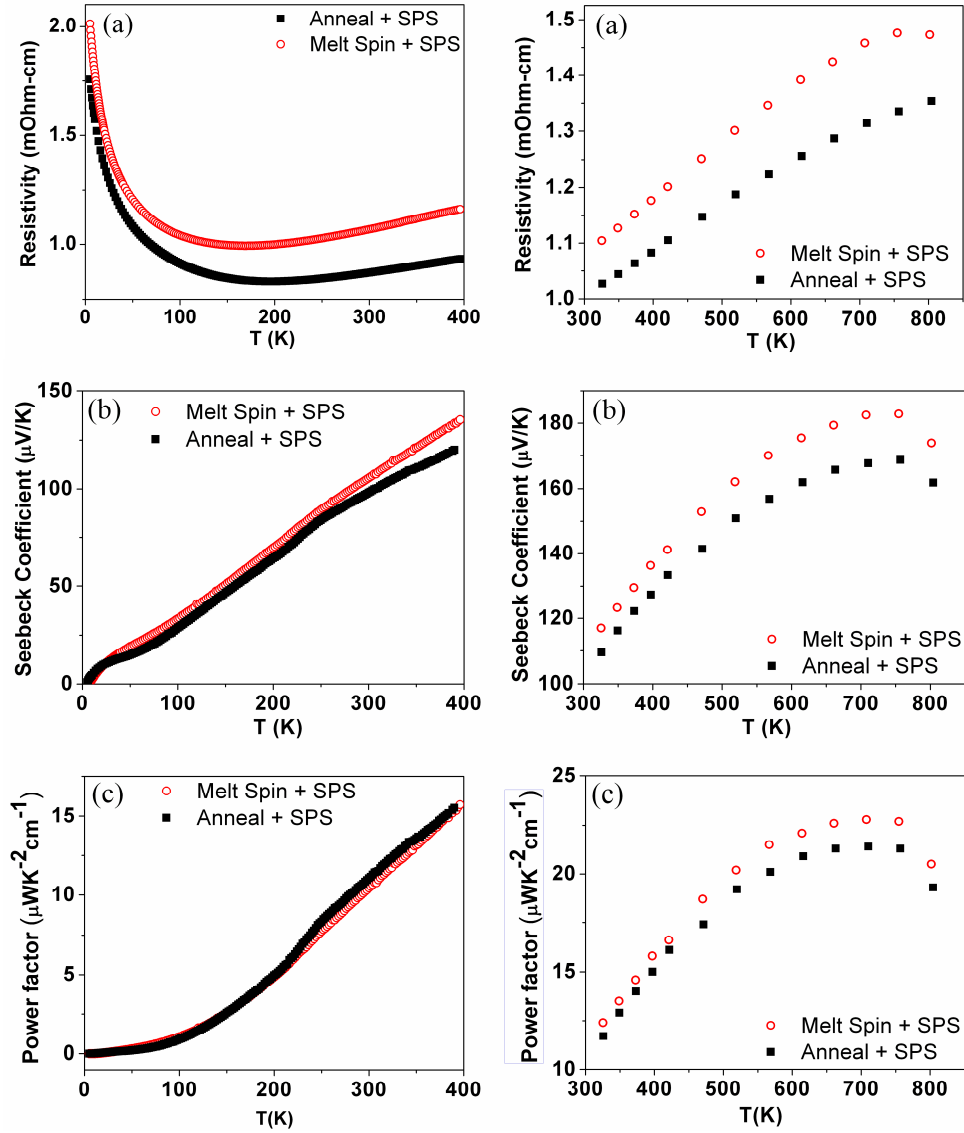 (a)
Anneal + SPS
Melt Spin + SPS
2.0
1.5
1.0
Resistivity (mOhm-cm)
0
100
200
300
400
T (K)
(a)
1.5
1.4
1.3
1.2
1.1
1.0
Resistivity (mOhm-cm)
Melt Spin + SPS
Anneal + SPS
300
400
500
600
700
800
900
T (K)
(b)
Melt Spin + SPS
Anneal + SPS
150
100
50
0
Seebeck Coefficient (µV/K)
0
100
200
300
400
T (K)
(b)
180
160
140
120
100
Seebeck Coefficient (µV/K)
Melt Spin + SPS
Anneal + SPS
300
400
500
600
700
800
900
T (K)
(c)
Melt Spin + SPS
Anneal + SPS
15
10
5
0
Power factor (µWK⁻²cm⁻¹)
0
100
200
300
400
T(K)
(c)
25
20
15
10
Power factor (µWK⁻²cm⁻¹)
Melt Spin + SPS
Anneal + SPS
300
400
500
600
700
800
900
T(K)